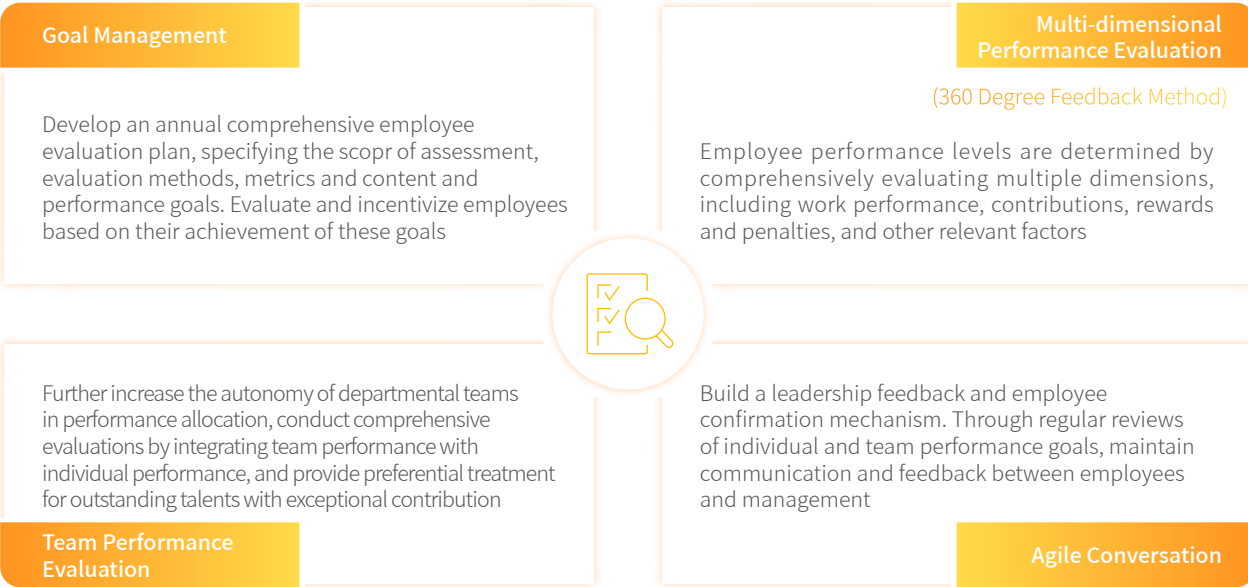 Goal Management
Develop an annual comprehensive employee
evaluation plan, specifying the scopr of assessment,
evaluation methods, metrics and content and
performance goals. Evaluate and incentivize employees
based on their achievement of these goals
Multi-dimensional
Performance Evaluation
(360 Degree Feedback Method)
Employee performance levels are determined by
comprehensively evaluating multiple dimensions,
including work performance, contributions, rewards
and penalties, and other relevant factors
Further increase the autonomy of departmental teams
in performance allocation, conduct comprehensive
evaluations by integrating team performance with
individual performance, and provide preferential treatment
for outstanding talents with exceptional contribution
Team Performance
Evaluation
Build a leadership feedback and employee
confirmation mechanism. Through regular reviews
of individual and team performance goals, maintain
communication and feedback between employees
and management
Agile Conversation